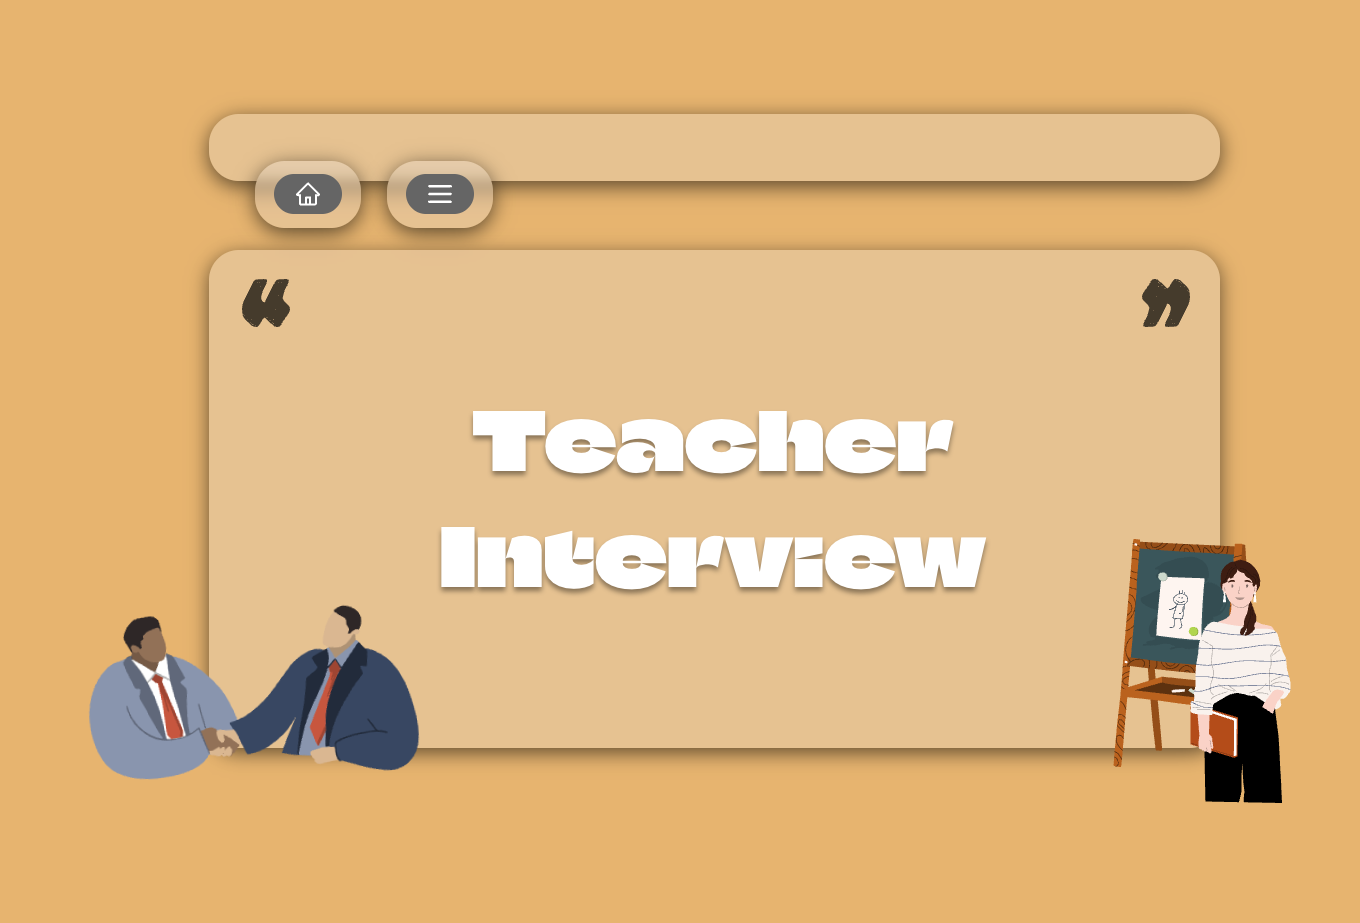 “ ”
Teacher
Interview